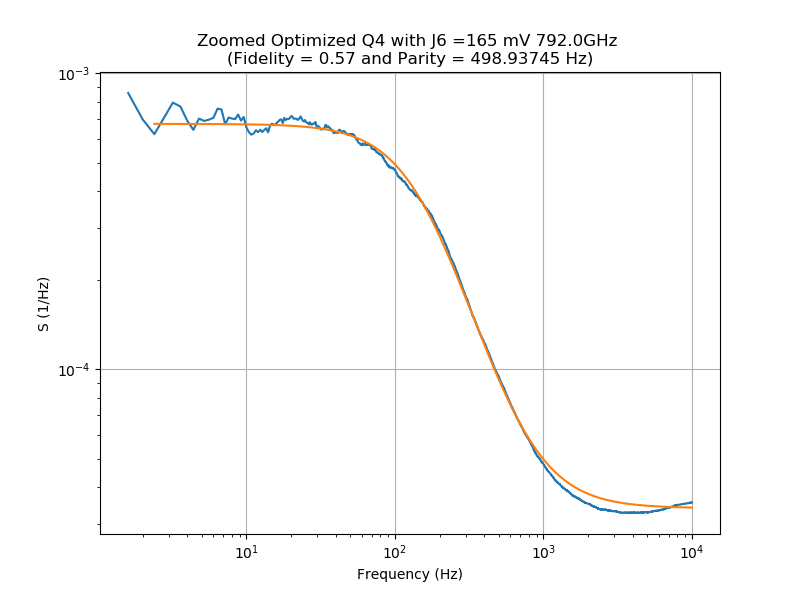 Zoomed Optimized Q4 with J6 =165 mV 792.0GHz
(Fidelity = 0.57 and Parity = 498.93745 Hz)
10⁻³
10⁻⁴
S (1/Hz)
10¹ 10² 10³ 10⁴
Frequency (Hz)